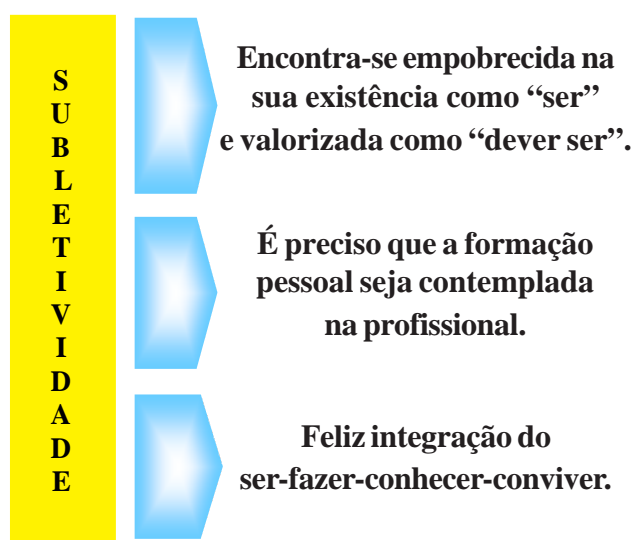 SUBLETIVIDADE
Encontra-se empobrecida na
sua existência como “ser”
e valorizada como “dever ser”.
É preciso que a formação
pessoal seja contemplada
na profissional.
Feliz integração do
ser-fazer-conhecer-conviver.